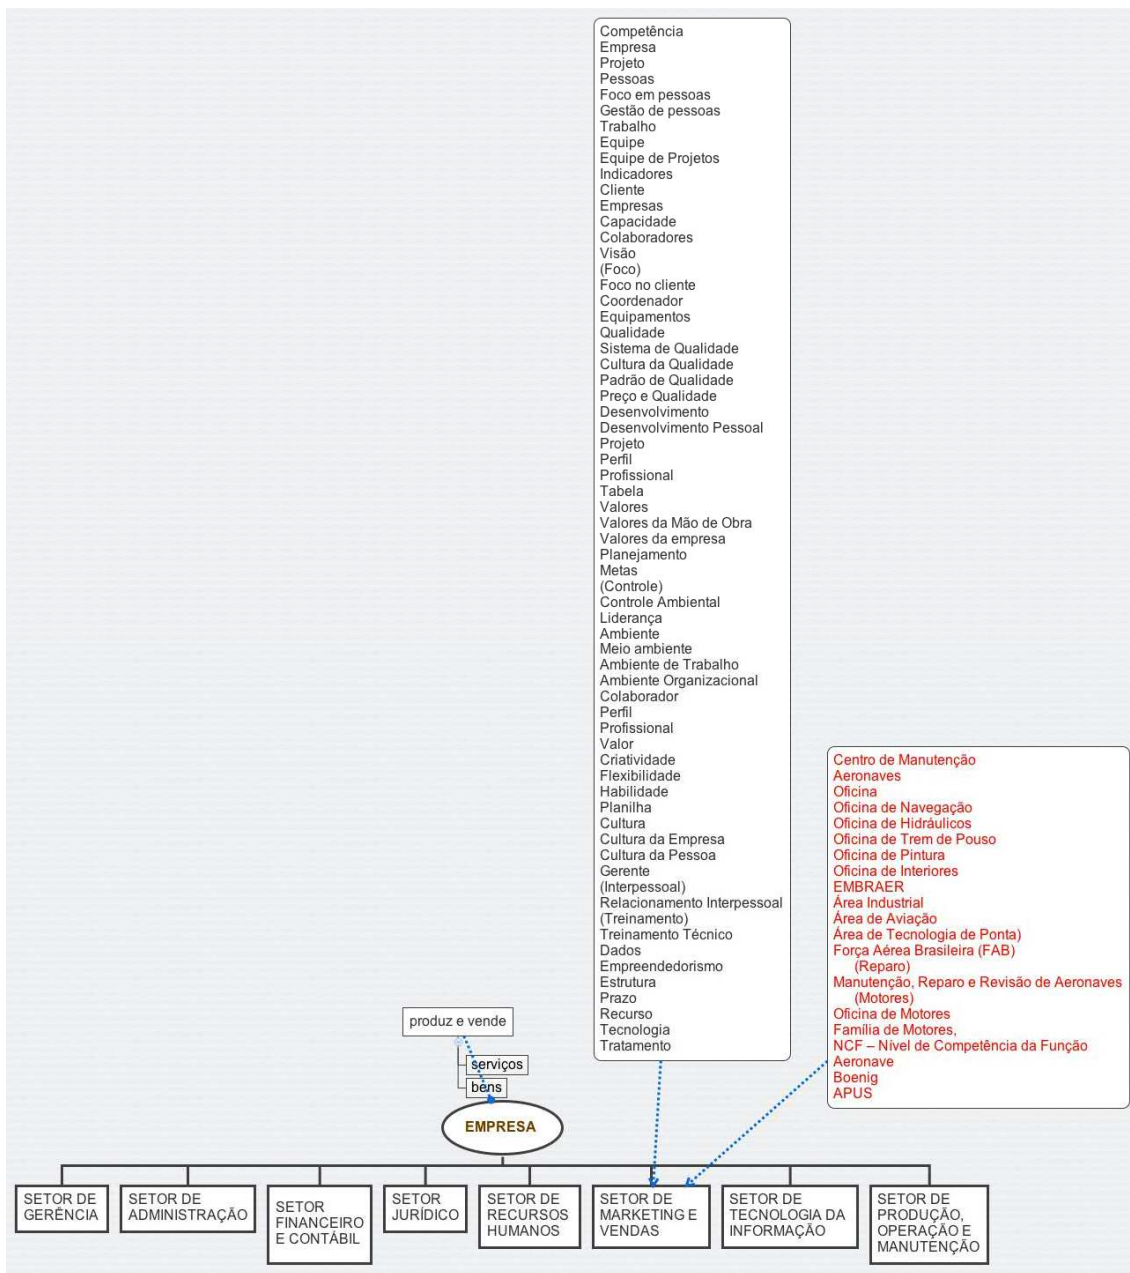 Competência
Empresa
Projeto
Pessoas
Foco em pessoas
Gestão de pessoas
Trabalho
Equipe
Equipe de Projetos
Indicadores
Cliente
Empresas
Capacidade
Colaboradores
Visão
(Foco)
Foco no cliente
Coordenador
Equipamentos
Qualidade
Sistema de Qualidade
Cultura da Qualidade
Padrão de Qualidade
Preço e Qualidade
Desenvolvimento
Desenvolvimento Pessoal
Projeto
Perfil
Profissional
Tabela
Valores
Valores da Mão de Obra
Valores da empresa
Planejamento
Metas
(Controle)
Controle Ambiental
Liderança
Ambiente
Meio ambiente
Ambiente de Trabalho
Ambiente Organizacional
Colaborador
Perfil
Profissional
Valor
Criatividade
Flexibilidade
Habilidade
Planilha
Cultura
Cultura da Empresa
Cultura da Pessoa
Gerente
(Interpessoal)
Relacionamento Interpessoal
(Treinamento)
Treinamento Técnico
Dados
Empreendedorismo
Estrutura
Prazo
Recurso
Tecnologia
Tratamento
Centro de Manutenção
Aeronaves
Oficina
Oficina de Navegação
Oficina de Hidráulicos
Oficina de Trem de Pouso
Oficina de Pintura
Oficina de Interiores
EMBRAER
Área Industrial
Área de Aviação
Área de Tecnologia de Ponta)
Força Aérea Brasileira (FAB)
(Reparo)
Manutenção, Reparo e Revisão de Aeronaves
(Motores)
Oficina de Motores
Família de Motores,
NCF – Nível de Competência da Função
Aeronave
Boenig
APUS
produz e vende
serviços
bens
EMPRESA
SETOR DE
GERÊNCIA
SETOR DE
ADMINISTRAÇÃO
SETOR
FINANCEIRO
E CONTÁBIL
SETOR
JURÍDICO
SETOR DE
RECURSOS
HUMANOS
SETOR DE
MARKETING E
VENDAS
SETOR DE
TECNOLOGIA DA
INFORMAÇÃO
SETOR DE
PRODUÇÃO,
OPERAÇÃO E
MANUTENÇÃO